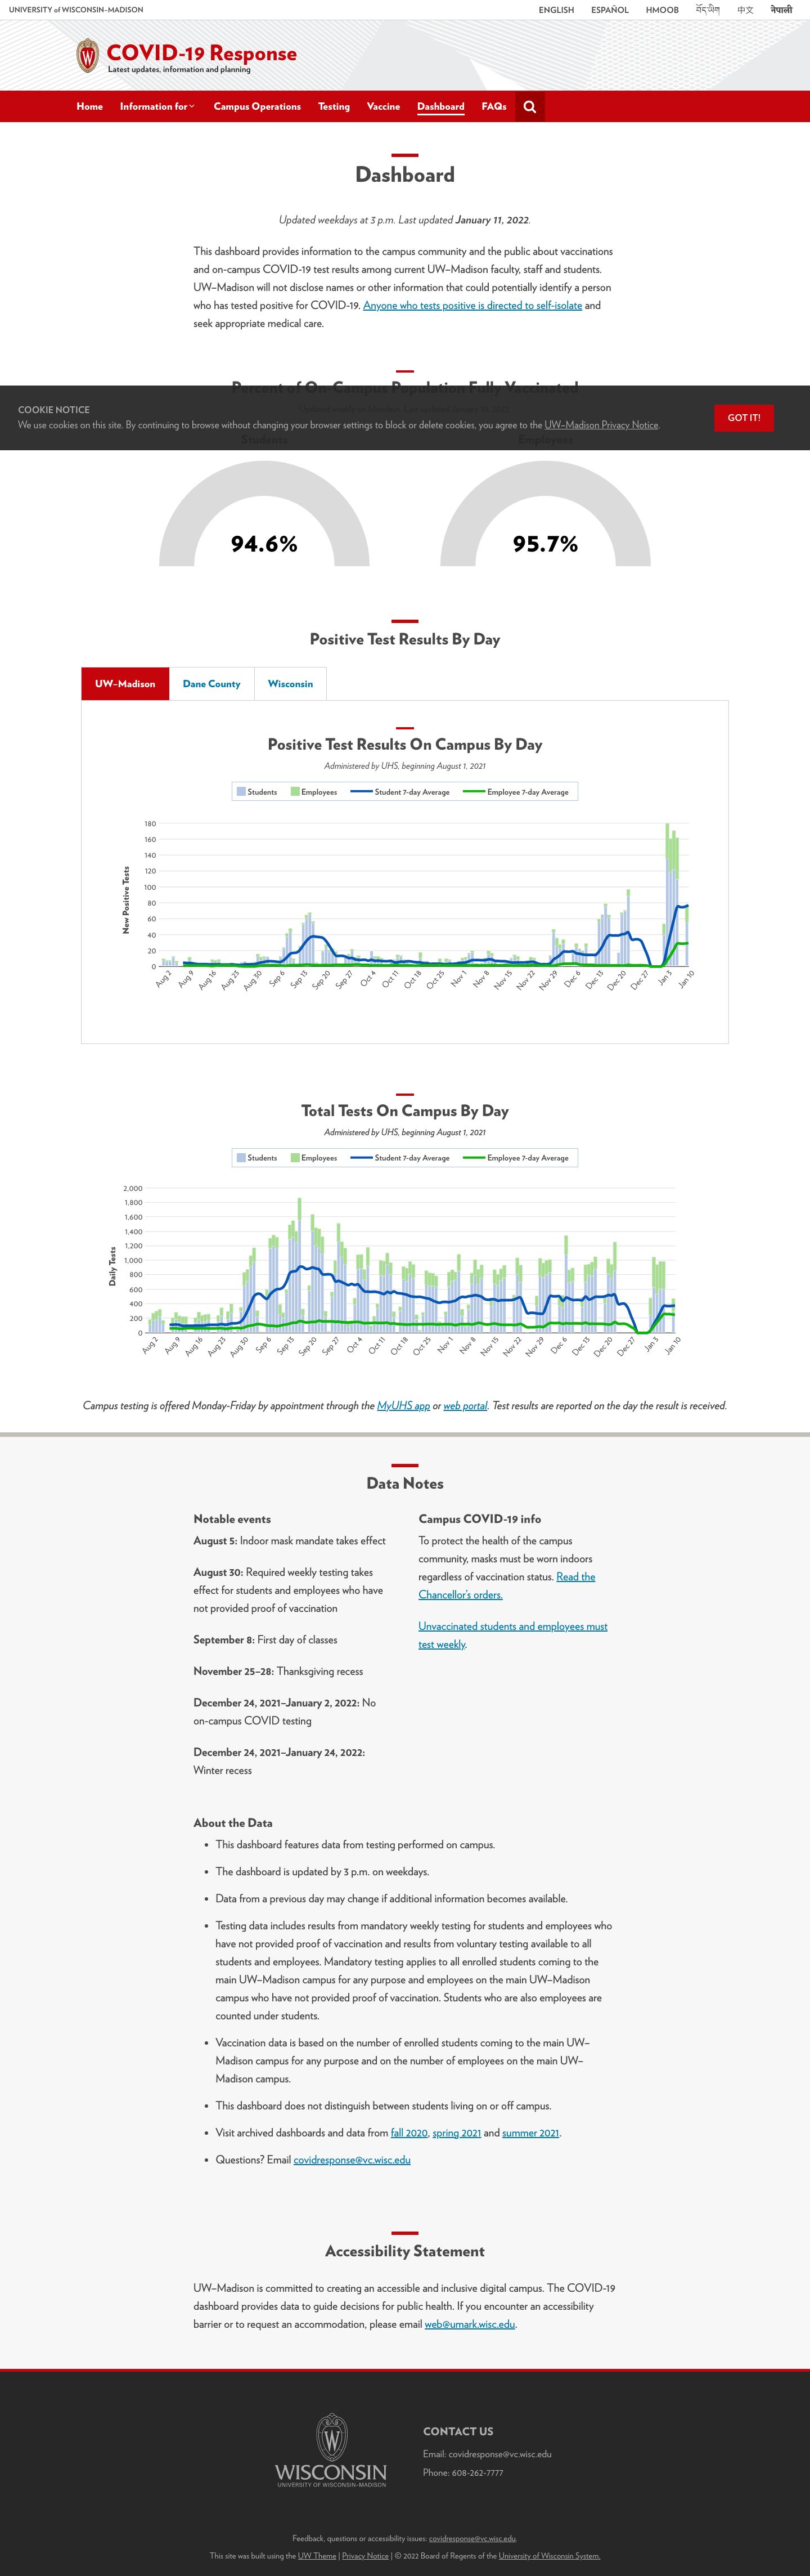 UNIVERSITY of WISCONSIN–MADISON
ENGLISH ESPAÑOL HMOOB བོད་ཡིག 中文 नेपाली
COVID-19 Response
Latest updates, information and planning
Home Information for Campus Operations Testing Vaccine Dashboard FAQs
Dashboard
Updated weekdays at 3 p.m. Last updated January 11, 2022.
This dashboard provides information to the campus community and the public about vaccinations
and on-campus COVID-19 test results among current UW–Madison faculty, staff and students.
UW–Madison will not disclose names or other information that could potentially identify a person
who has tested positive for COVID-19. Anyone who tests positive is directed to self-isolate and
seek appropriate medical care.
Percent of On-Campus Population Fully Vaccinated
COOKIE NOTICE
We use cookies on this site. By continuing to browse without changing your browser settings to block or delete cookies, you agree to the UW–Madison Privacy Notice.
GOT IT!
Students Employees
94.6% 95.7%
Positive Test Results By Day
UW–Madison Dane County Wisconsin
Positive Test Results On Campus By Day
Administered by UHS, beginning August 1, 2021
Students Employees Student 7-day Average Employee 7-day Average
New Positive Tests
180
160
140
120
100
80
60
40
20
0
Aug 2 Aug 9 Aug 16 Aug 23 Aug 30 Sep 6 Sep 13 Sep 20 Sep 27 Oct 4 Oct 11 Oct 18 Oct 25 Nov 1 Nov 8 Nov 15 Nov 22 Nov 29 Dec 6 Dec 13 Dec 20 Dec 27 Jan 3 Jan 10
Total Tests On Campus By Day
Administered by UHS, beginning August 1, 2021
Students Employees Student 7-day Average Employee 7-day Average
Daily Tests
2,000
1,800
1,600
1,400
1,200
1,000
800
600
400
200
0
Aug 2 Aug 9 Aug 16 Aug 23 Aug 30 Sep 6 Sep 13 Sep 20 Sep 27 Oct 4 Oct 11 Oct 18 Oct 25 Nov 1 Nov 8 Nov 15 Nov 22 Nov 29 Dec 6 Dec 13 Dec 20 Dec 27 Jan 3 Jan 10
Campus testing is offered Monday-Friday by appointment through the MyUHS app or web portal. Test results are reported on the day the result is received.
Data Notes
Notable events
August 5: Indoor mask mandate takes effect
August 30: Required weekly testing takes
effect for students and employees who have
not provided proof of vaccination
September 8: First day of classes
November 25–28: Thanksgiving recess
December 24, 2021–January 2, 2022: No
on-campus COVID testing
December 24, 2021–January 24, 2022:
Winter recess
Campus COVID-19 info
To protect the health of the campus
community, masks must be worn indoors
regardless of vaccination status. Read the
Chancellor's orders.
Unvaccinated students and employees must
test weekly.
About the Data
• This dashboard features data from testing performed on campus.
• The dashboard is updated by 3 p.m. on weekdays.
• Data from a previous day may change if additional information becomes available.
• Testing data includes results from mandatory weekly testing for students and employees who
have not provided proof of vaccination and results from voluntary testing available to all
students and employees. Mandatory testing applies to all enrolled students coming to the
main UW–Madison campus for any purpose and employees on the main UW–Madison
campus who have not provided proof of vaccination. Students who are also employees are
counted under students.
• Vaccination data is based on the number of enrolled students coming to the main UW–
Madison campus for any purpose and on the number of employees on the main UW–
Madison campus.
• This dashboard does not distinguish between students living on or off campus.
• Visit archived dashboards and data from fall 2020, spring 2021 and summer 2021.
• Questions? Email covidresponse@vc.wisc.edu
Accessibility Statement
UW–Madison is committed to creating an accessible and inclusive digital campus. The COVID-19
dashboard provides data to guide decisions for public health. If you encounter an accessibility
barrier or to request an accommodation, please email web@umark.wisc.edu.
WISCONSIN
UNIVERSITY OF WISCONSIN–MADISON
CONTACT US
Email: covidresponse@vc.wisc.edu
Phone: 608-262-7777
Feedback, questions or accessibility issues: covidresponse@vc.wisc.edu.
This site was built using the UW Theme | Privacy Notice | © 2022 Board of Regents of the University of Wisconsin System.